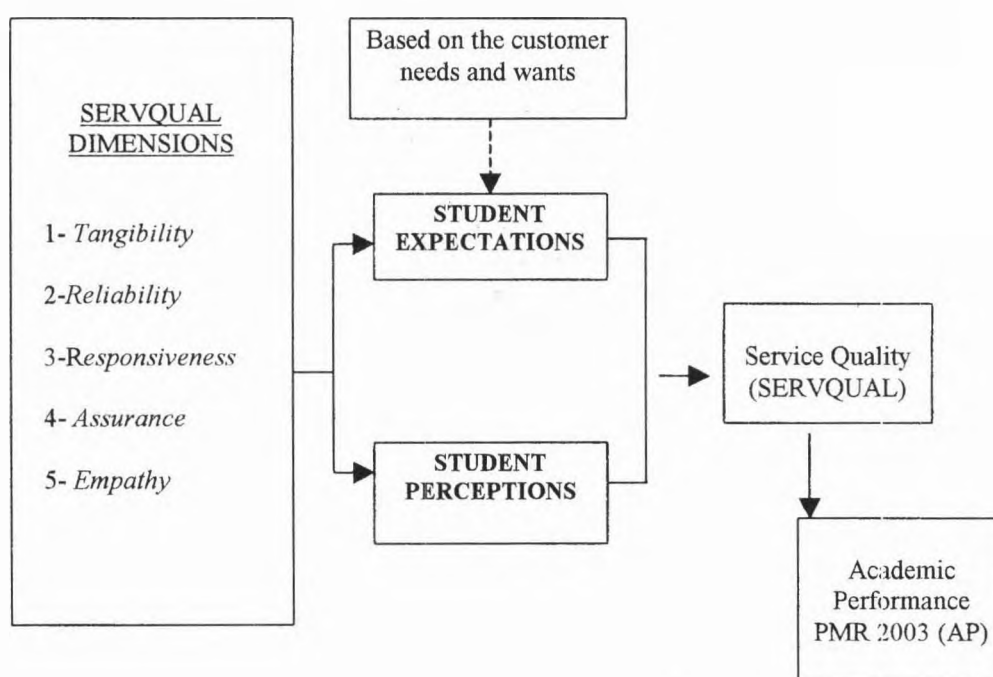 SERVQUAL
DIMENSIONS
1- Tangibility
2-Reliability
3-Responsiveness
4- Assurance
5- Empathy
Based on the customer
needs and wants
STUDENT
EXPECTATIONS
STUDENT
PERCEPTIONS
Service Quality
(SERVQUAL)
Academic
Performance
PMR 2003 (AP)